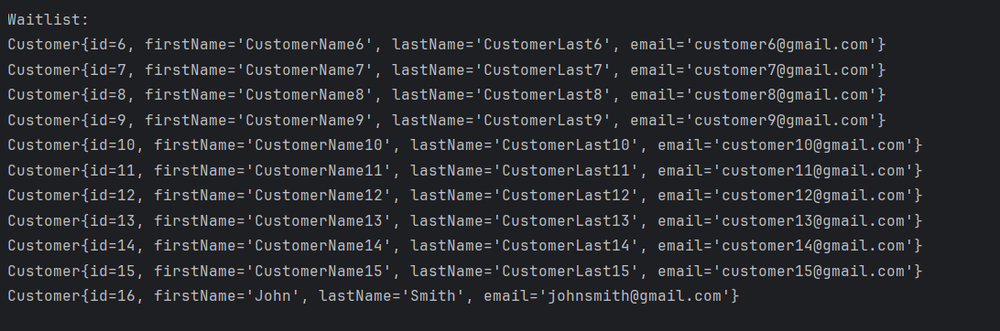 Waitlist:
Customer{id=6, firstName='CustomerName6', lastName='CustomerLast6', email='customer6@gmail.com'}
Customer{id=7, firstName='CustomerName7', lastName='CustomerLast7', email='customer7@gmail.com'}
Customer{id=8, firstName='CustomerName8', lastName='CustomerLast8', email='customer8@gmail.com'}
Customer{id=9, firstName='CustomerName9', lastName='CustomerLast9', email='customer9@gmail.com'}
Customer{id=10, firstName='CustomerName10', lastName='CustomerLast10', email='customer10@gmail.com'}
Customer{id=11, firstName='CustomerName11', lastName='CustomerLast11', email='customer11@gmail.com'}
Customer{id=12, firstName='CustomerName12', lastName='CustomerLast12', email='customer12@gmail.com'}
Customer{id=13, firstName='CustomerName13', lastName='CustomerLast13', email='customer13@gmail.com'}
Customer{id=14, firstName='CustomerName14', lastName='CustomerLast14', email='customer14@gmail.com'}
Customer{id=15, firstName='CustomerName15', lastName='CustomerLast15', email='customer15@gmail.com'}
Customer{id=16, firstName='John', lastName='Smith', email='johnsmith@gmail.com'}